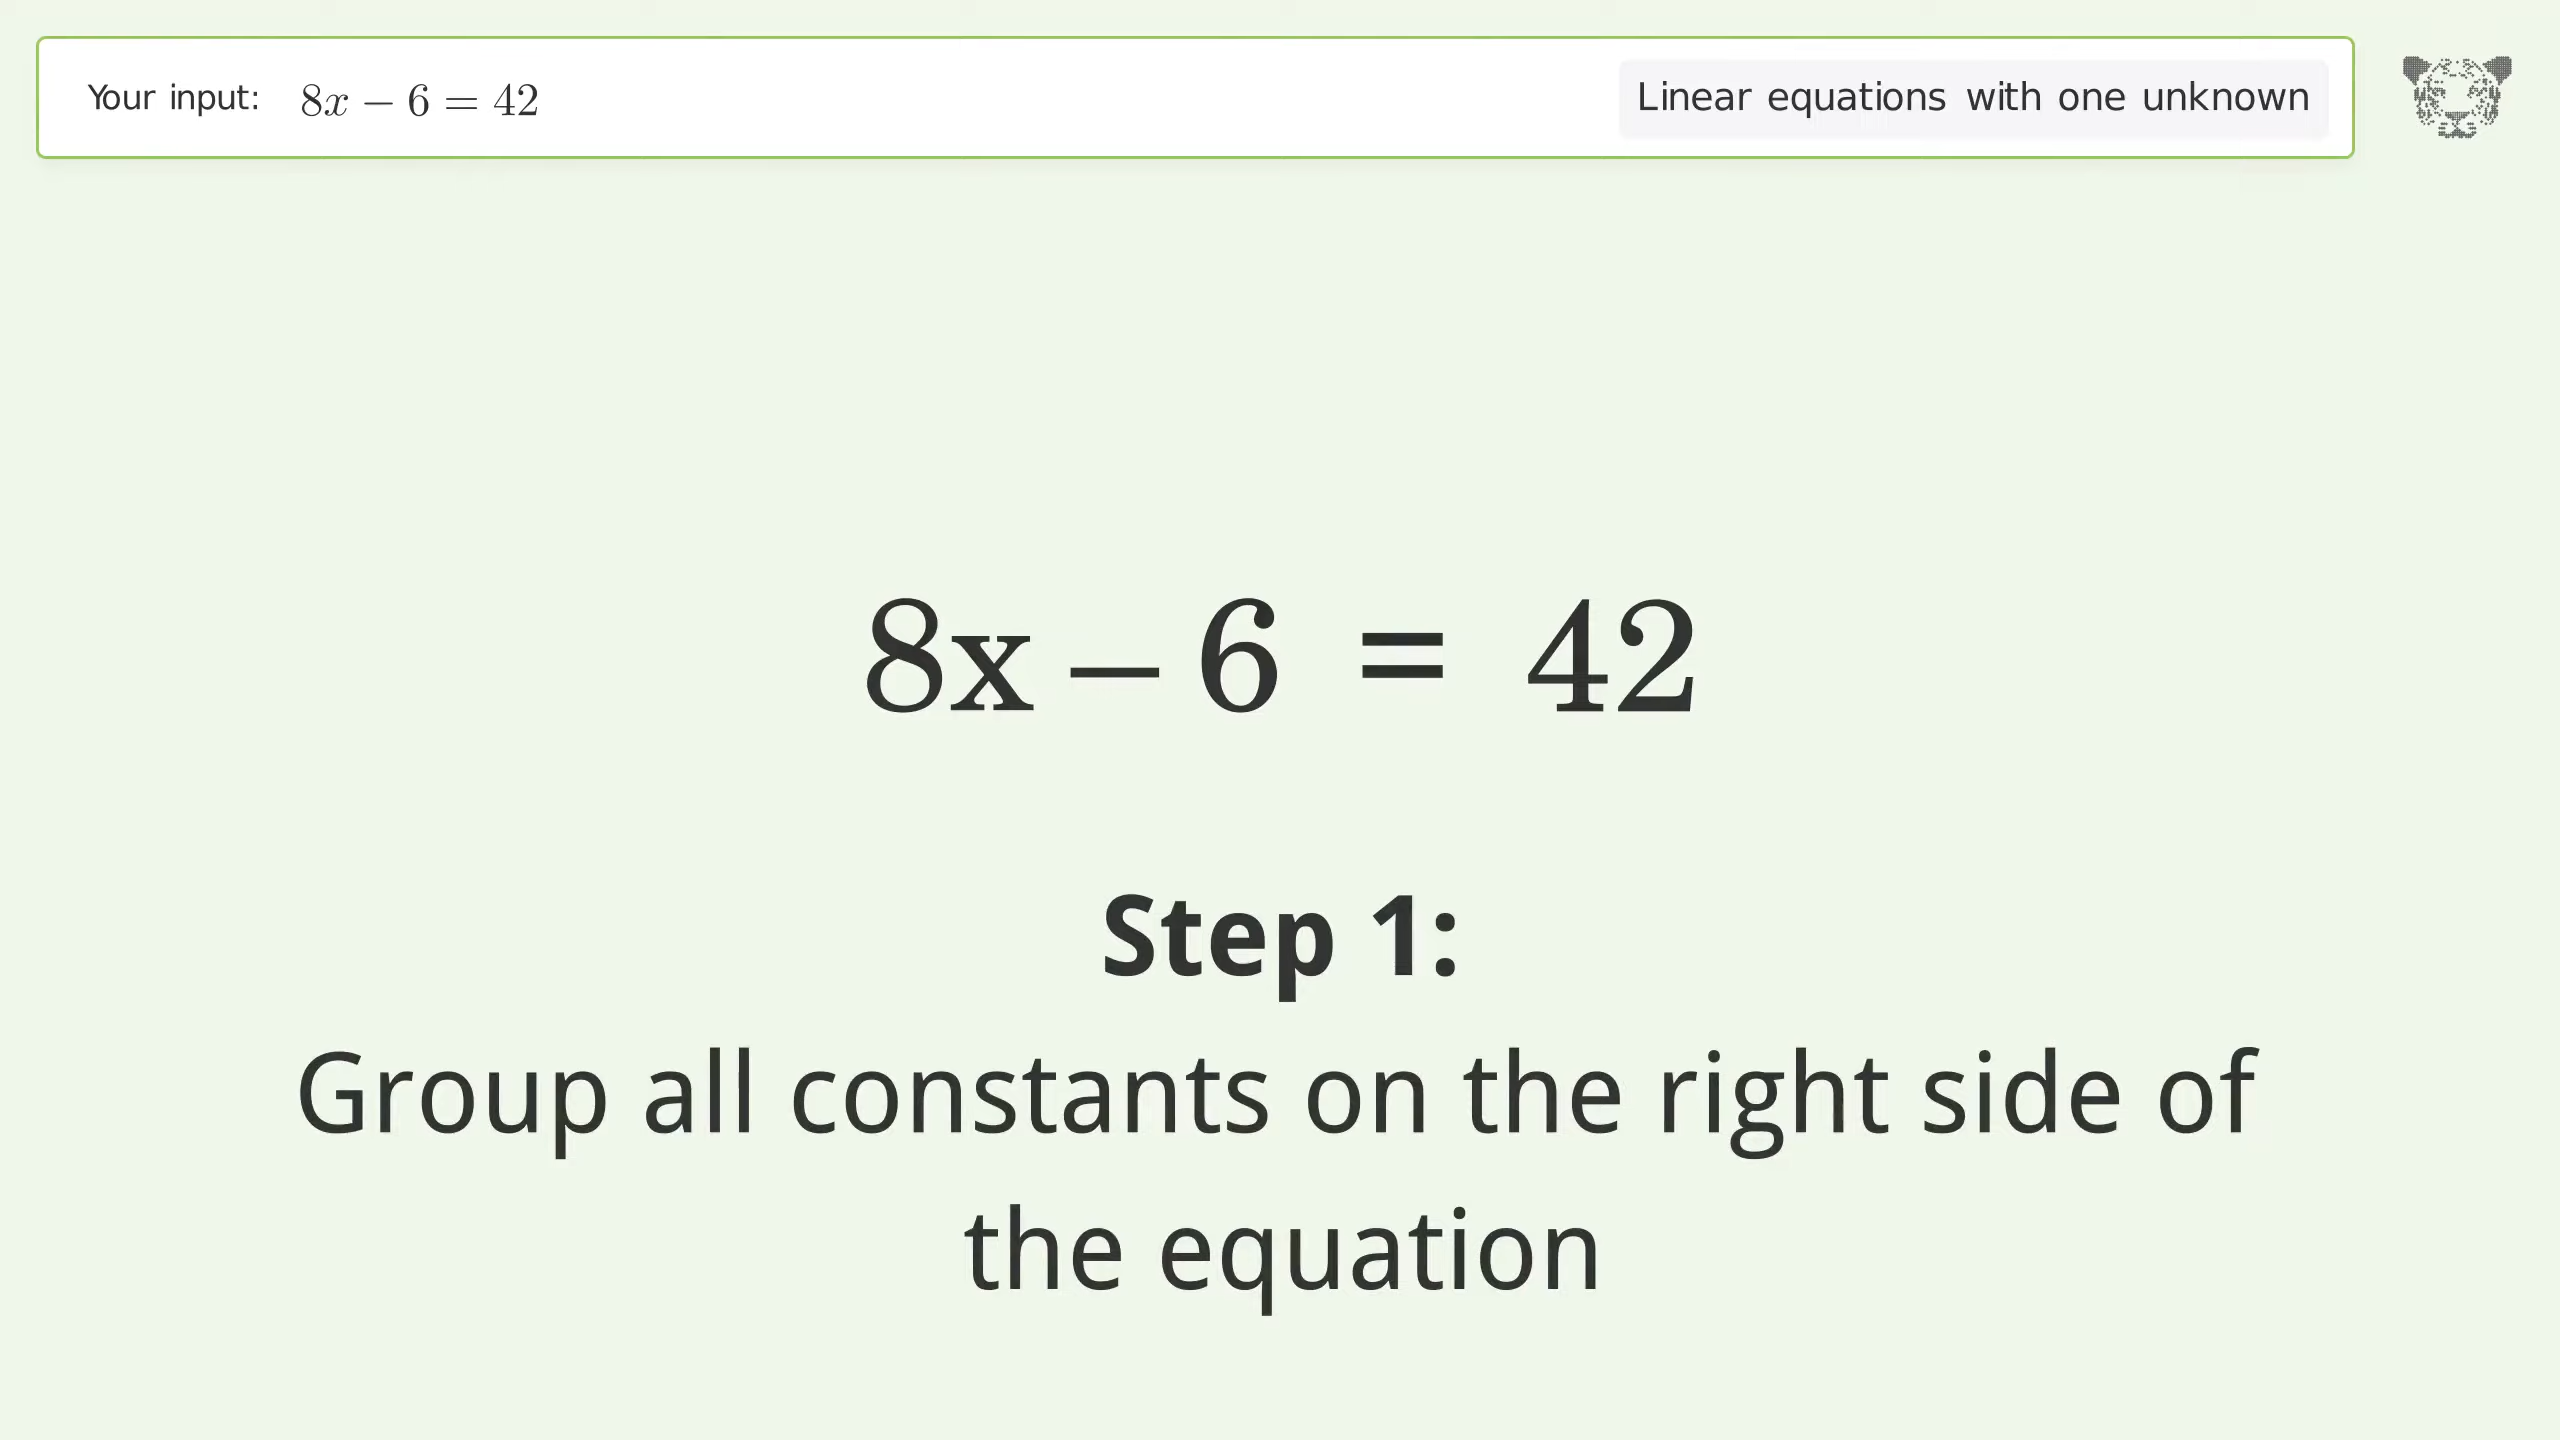 Your input: 8x − 6 = 42 Linear equations with one unknown
8x – 6 = 42
Step 1:
Group all constants on the right side of
the equation